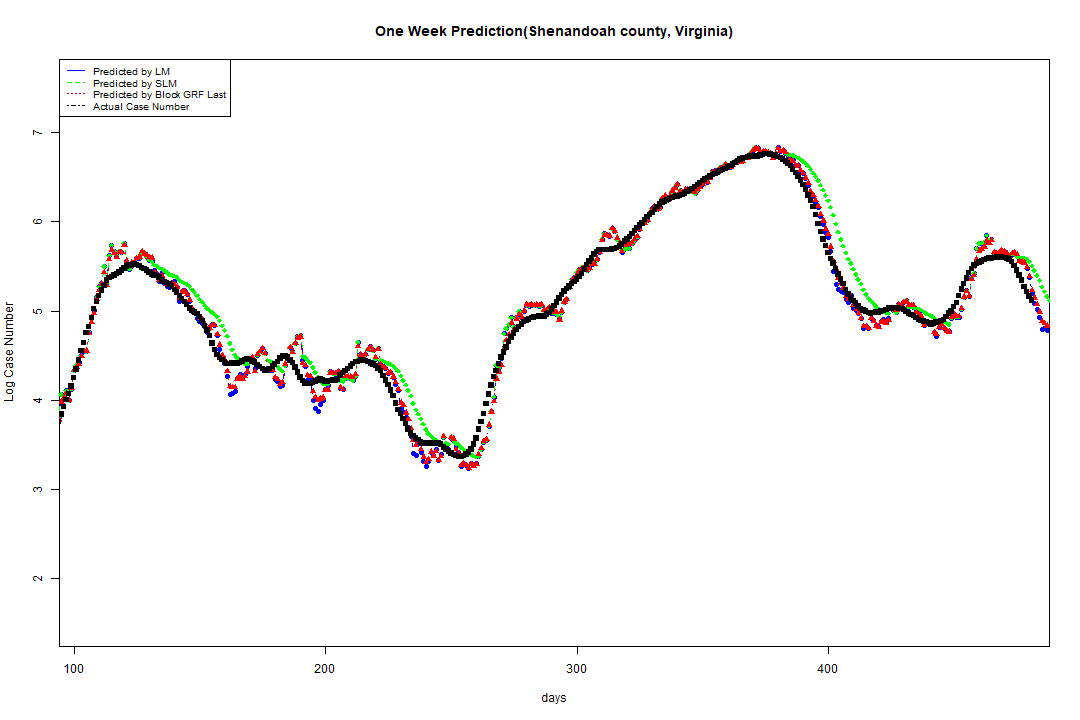 One Week Prediction(Shenandoah county, Virginia)
Predicted by LM
Predicted by SLM
Predicted by Block GRF Last
Actual Case Number
7
6
5
4
3
2
Log Case Number
100 200 300 400
days